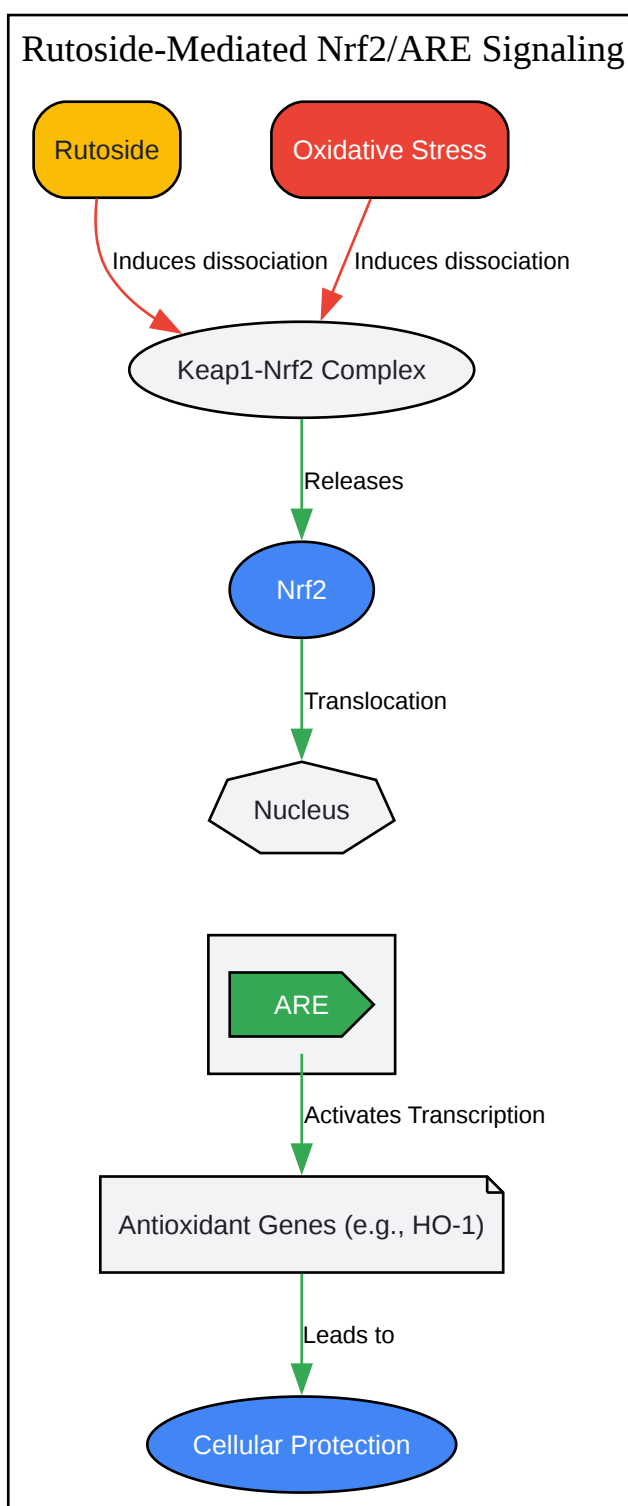 Rutoside-Mediated Nrf2/ARE Signaling
Rutoside
Oxidative Stress
Induces dissociation
Induces dissociation
Keap1-Nrf2 Complex
Releases
Nrf2
Translocation
Nucleus
ARE
Activates Transcription
Antioxidant Genes (e.g., HO-1)
Leads to
Cellular Protection